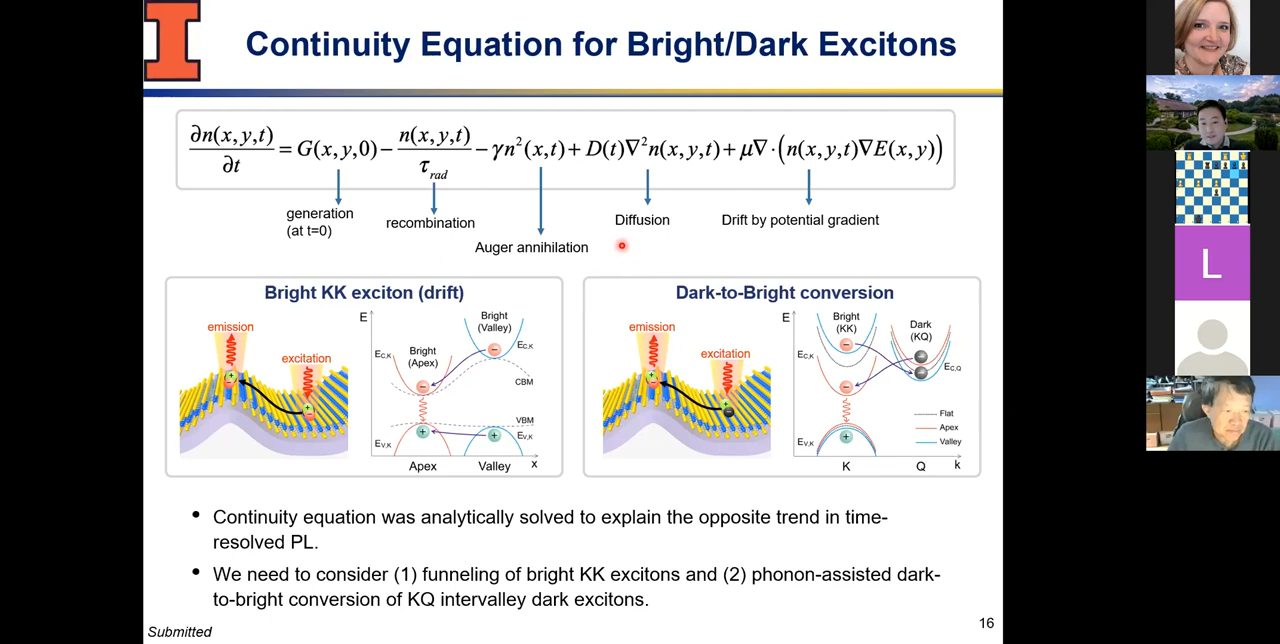 I
Continuity Equation for Bright/Dark Excitons
∂n(x,y,t)/∂t = G(x,y,0) − n(x,y,t)/τrad − γn²(x,t) + D(t)∇²n(x,y,t) + μ∇·(n(x,y,t)∇E(x,y))
generation
(at t=0)
recombination
Auger annihilation
Diffusion
Drift by potential gradient
Bright KK exciton (drift)
emission
excitation
E
Bright
(Valley)
Bright
(Apex)
EC,K
EC,K
CBM
VBM
EV,K
EV,K
Apex
Valley
x
Dark-to-Bright conversion
emission
excitation
E
Bright
(KK)
Dark
(KQ)
EC,K
EC,Q
Flat
Apex
Valley
EV,K
K
Q
k
• Continuity equation was analytically solved to explain the opposite trend in time-
resolved PL.
• We need to consider (1) funneling of bright KK excitons and (2) phonon-assisted dark-
to-bright conversion of KQ intervalley dark excitons.
Submitted
16
L